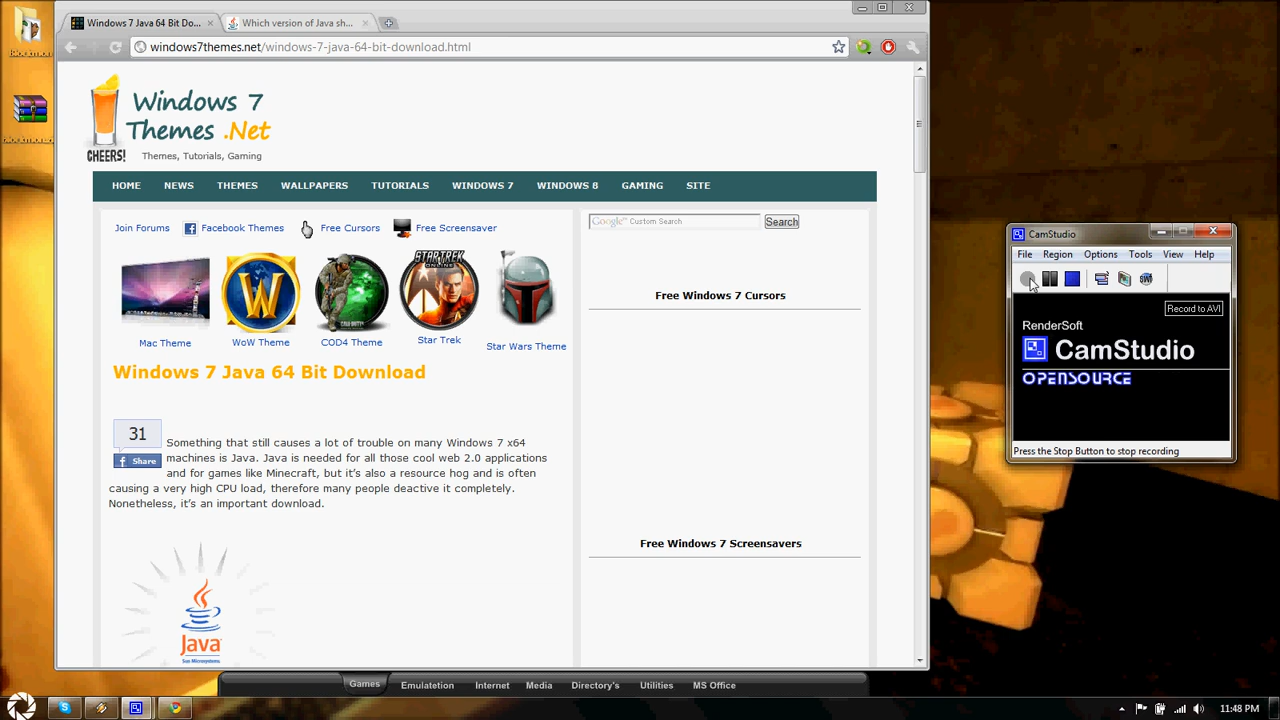 Windows 7 Java 64 Bit Do...
Which version of Java sh...
windows7themes.net/windows-7-java-64-bit-download.html
Windows 7
Themes .Net
CHEERS!
Themes, Tutorials, Gaming
HOME NEWS THEMES WALLPAPERS TUTORIALS WINDOWS 7 WINDOWS 8 GAMING SITE
Join Forums Facebook Themes Free Cursors Free Screensaver
Google™ Custom Search Search
STAR TREK
ONLINE
W
Mac Theme WoW Theme COD4 Theme Star Trek Star Wars Theme
Free Windows 7 Cursors
Windows 7 Java 64 Bit Download
31
Share
Something that still causes a lot of trouble on many Windows 7 x64
machines is Java. Java is needed for all those cool web 2.0 applications
and for games like Minecraft, but it's also a resource hog and is often
causing a very high CPU load, therefore many people deactive it completely.
Nonetheless, it's an important download.
Free Windows 7 Screensavers
Java
Sun Microsystems
CamStudio
File Region Options Tools View Help
Record to AVI
RenderSoft
CamStudio
OPENSOURCE
Press the Stop Button to stop recording
Games Emulatetion Internet Media Directory's Utilities MS Office
11:48 PM